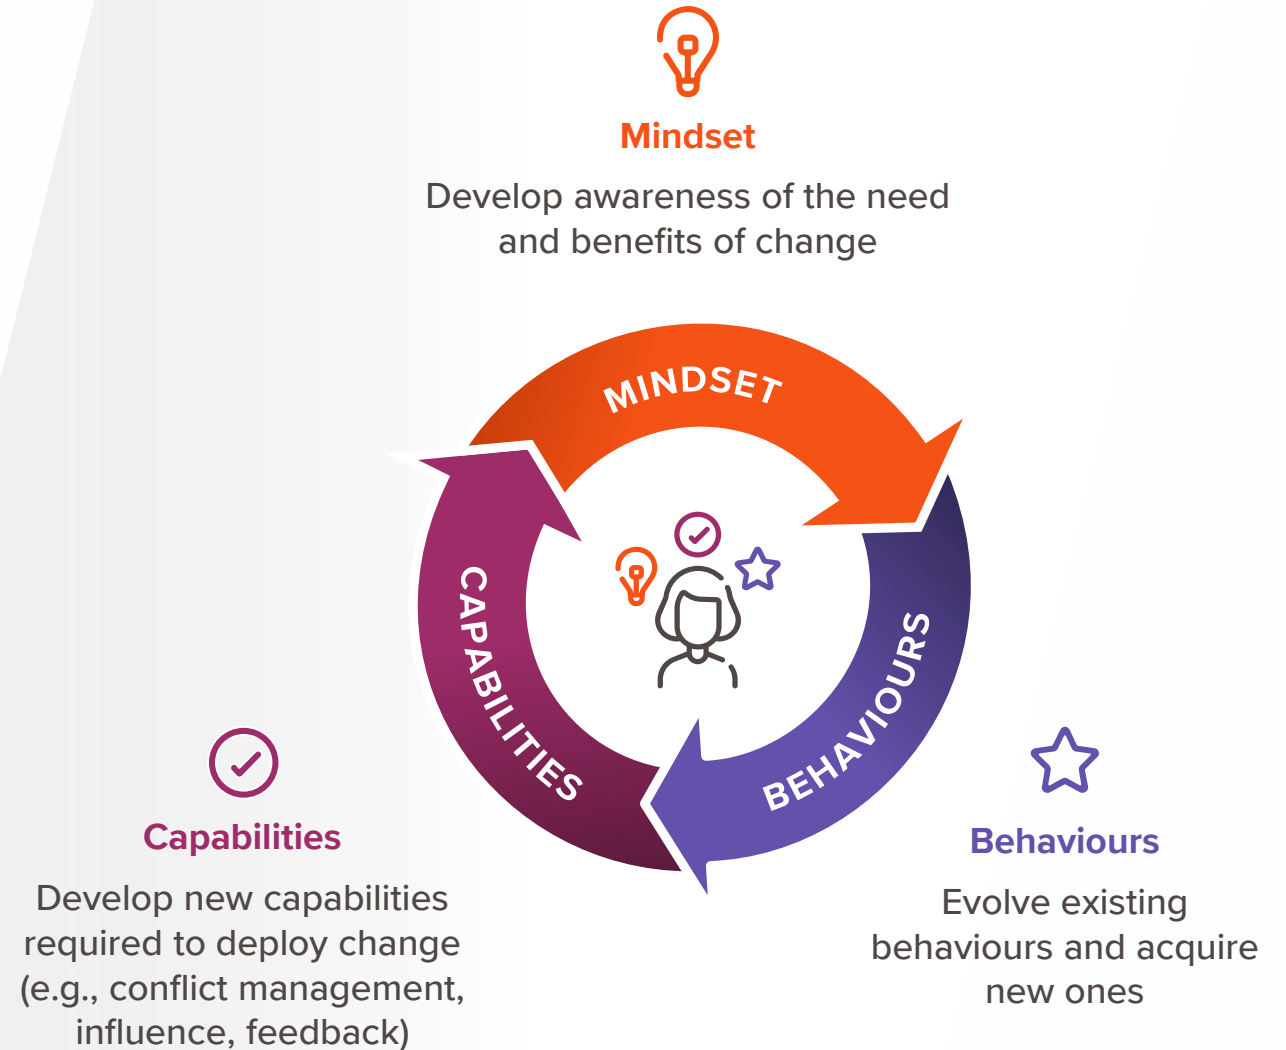 Mindset
Develop awareness of the need
and benefits of change
MINDSET
CAPABILITIES
BEHAVIOURS
Capabilities
Develop new capabilities
required to deploy change
(e.g., conflict management,
influence, feedback)
Behaviours
Evolve existing
behaviours and acquire
new ones